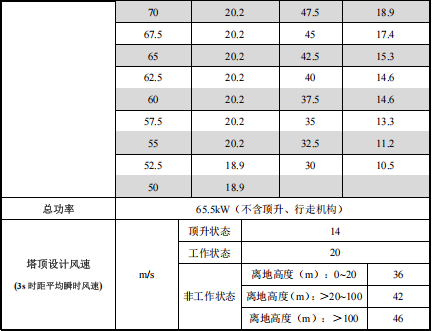 70 20.2 47.5 18.9
67.5 20.2 45 17.4
65 20.2 42.5 15.3
62.5 20.2 40 14.6
60 20.2 37.5 14.6
57.5 20.2 35 13.3
55 20.2 32.5 11.2
52.5 18.9 30 10.5
50 18.9
总功率 65.5kW（不含顶升、行走机构）
塔顶设计风速
(3s 时距平均瞬时风速)
m/s
顶升状态 14
工作状态 20
非工作状态
离地高度（m）: 0~20 36
离地高度（m）: ＞20~100 42
离地高度（m）: ＞100 46